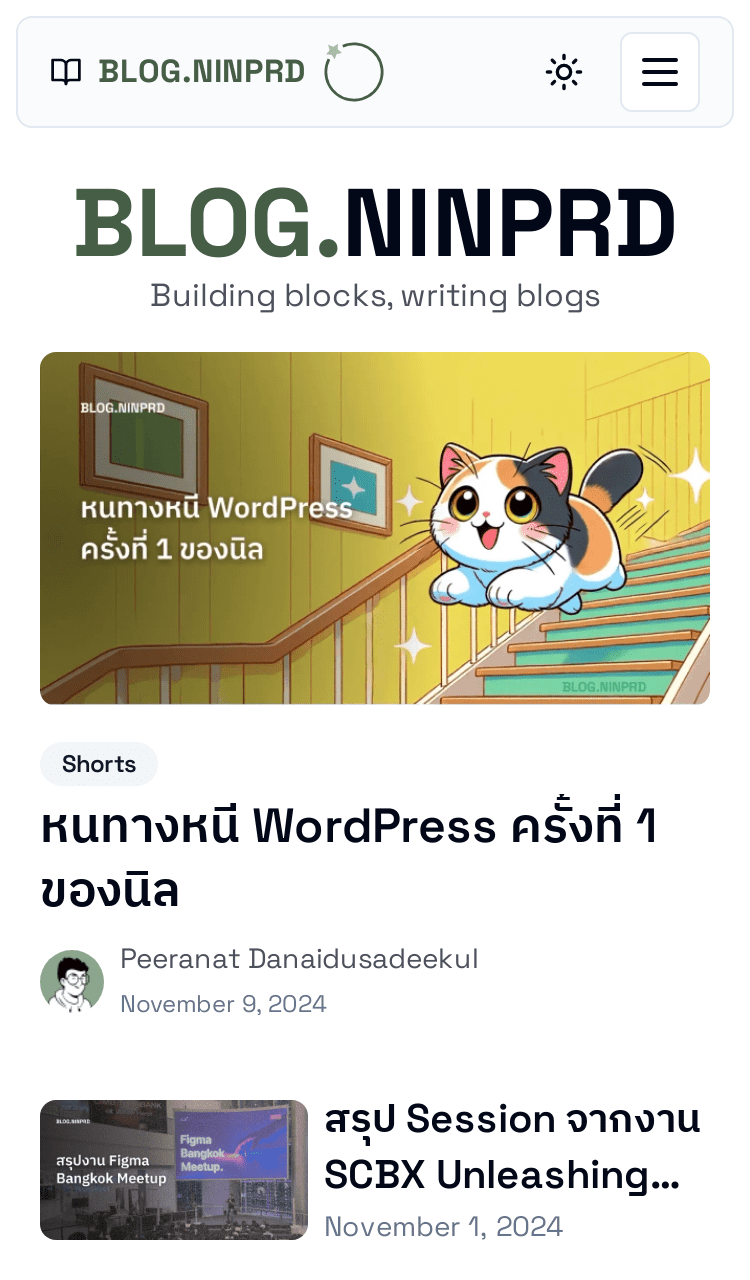 BLOG.NINPRD
BLOG.NINPRD
Building blocks, writing blogs
BLOG.NINPRD
หนทางหนี WordPress
ครั้งที่ 1 ของนิล
BLOG.NINPRD
Shorts
หนทางหนี WordPress ครั้งที่ 1
ของนิล
Peeranat Danaidusadeekul
November 9, 2024
BLOG.NINPRD
สรุปงาน Figma
Bangkok Meetup
Figma
Bangkok
Meetup.
สรุป Session จากงาน
SCBX Unleashing...
November 1, 2024